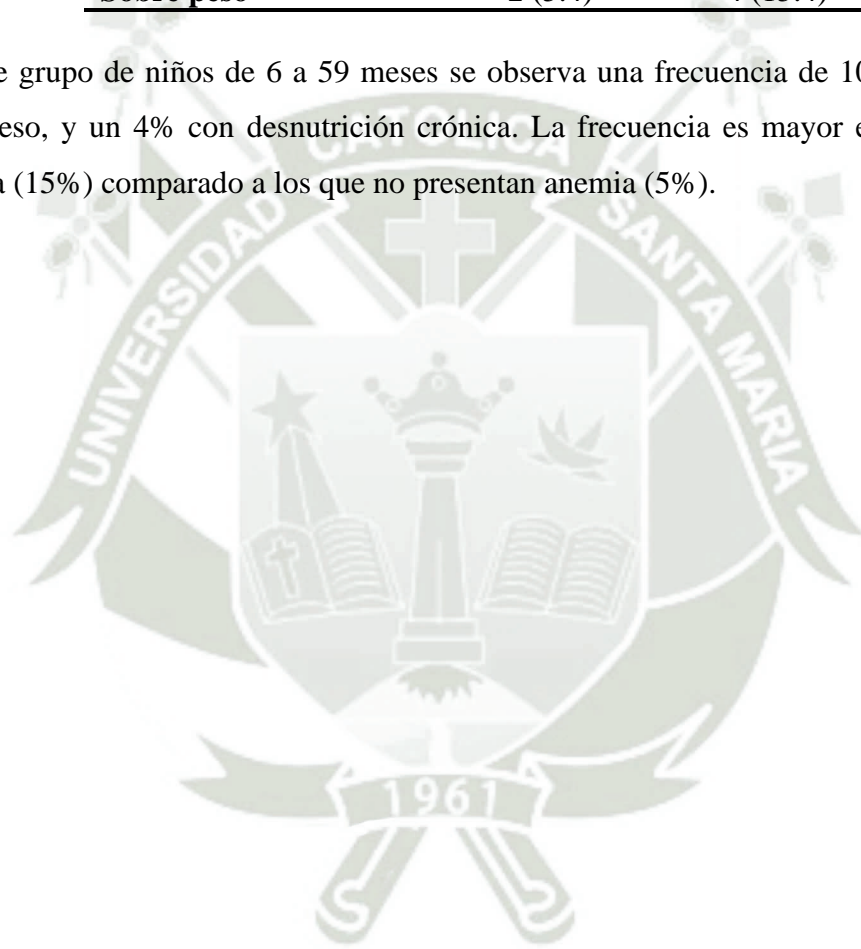 e grupo de niños de 6 a 59 meses se observa una frecuencia de 10
eso, y un 4% con desnutrición crónica. La frecuencia es mayor e
a (15%) comparado a los que no presentan anemia (5%).
UNIVERSIDAD CATOLICA SANTA MARIA
1961